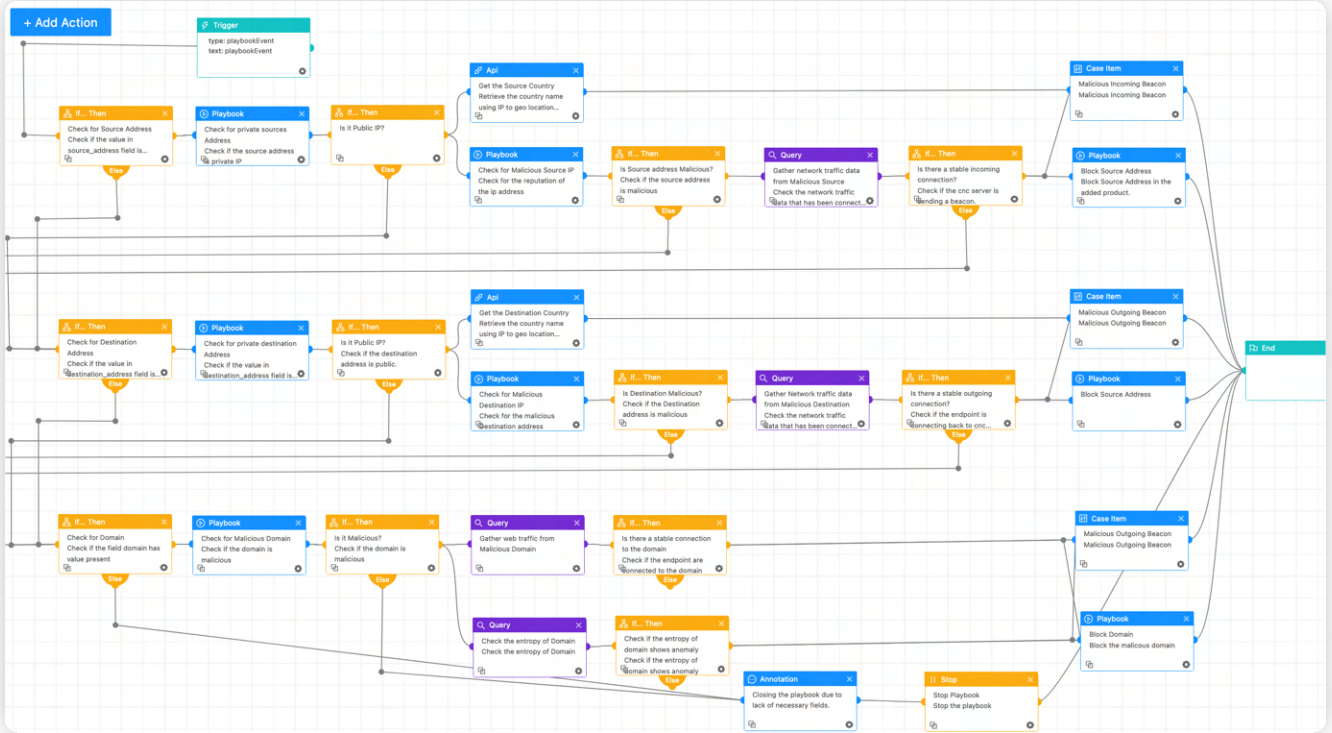 + Add Action
Trigger
type: playbookEvent
text: playbookEvent
If... Then
Check for Source Address
Check if the value in
source_address field is...
Else
Playbook
Check for private sources
Address
Check if the source address
is private IP
If... Then
Is it Public IP?
Else
Api
Get the Source Country
Retrieve the country name
using IP to geo location...
Playbook
Check for Malicious Source IP
Check for the reputation of
the ip address
If... Then
Is Source address Malicious?
Check if the source address
is malicious
Else
Query
Gather network traffic data
from Malicious Source
Check the network traffic
data that has been connect...
If... Then
Is there a stable incoming
connection?
Check if the cnc server is
sending a beacon.
Else
Case Item
Malicious Incoming Beacon
Malicious Incoming Beacon
Playbook
Block Source Address
Block Source Address in the
added product.
If... Then
Check for Destination
Address
Check if the value in
destination_address field is...
Else
Playbook
Check for private destination
Address
Check if the value in
destination_address field is...
If... Then
Is it Public IP?
Check if the destination
address is public.
Else
Api
Get the Destination Country
Retrieve the country name
using IP to geo location...
Playbook
Check for Malicious
Destination IP
Check for the malicious
destination address
If... Then
Is Destination Malicious?
Check if the Destination
address is malicious
Else
Query
Gather Network traffic data
from Malicious Destination
Check the network traffic
data that has been connect...
If... Then
Is there a stable outgoing
connection?
Check if the endpoint is
connecting back to cnc...
Else
Case Item
Malicious Outgoing Beacon
Malicious Outgoing Beacon
Playbook
Block Source Address
End
If... Then
Check for Domain
Check if the field domain has
value present
Else
Playbook
Check for Malicious Domain
Check if the domain is
malicious
If... Then
Is it Malicious?
Check if the domain is
malicious
Else
Query
Gather web traffic from
Malicious Domain
If... Then
Is there a stable connection
to the domain
Check if the endpoint are
connected to the domain
Else
Case Item
Malicious Outgoing Beacon
Malicious Outgoing Beacon
Query
Check the entropy of Domain
Check the entropy of Domain
If... Then
Check if the entropy of
domain shows anomaly
Check if the entropy of
domain shows anomaly
Else
Playbook
Block Domain
Block the malicous domain
Annotation
Closing the playbook due to
lack of necessary fields.
Stop
Stop Playbook
Stop the playbook